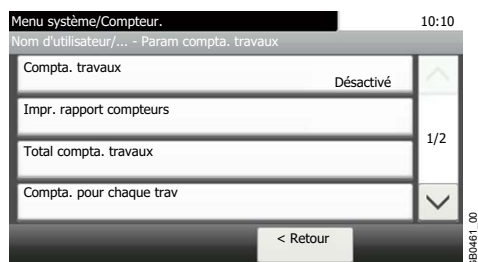 Menu système/Compteur. 10:10
Nom d'utilisateur/... - Param compta. travaux
Compta. travaux
Désactivé
Impr. rapport compteurs
1/2
Total compta. travaux
Compta. pour chaque trav
< Retour
GB0461_00